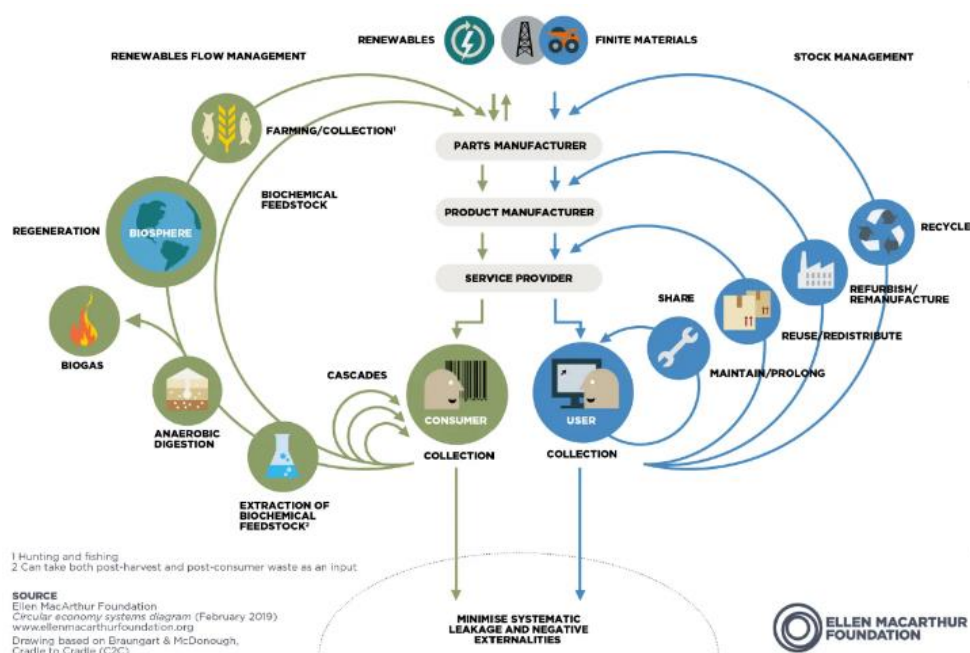 RENEWABLES
FINITE MATERIALS
RENEWABLES FLOW MANAGEMENT
STOCK MANAGEMENT
FARMING/COLLECTION¹
PARTS MANUFACTURER
BIOCHEMICAL
FEEDSTOCK
PRODUCT MANUFACTURER
REGENERATION
BIOSPHERE
RECYCLE
SERVICE PROVIDER
SHARE
REFURBISH/
REMANUFACTURE
REUSE/REDISTRIBUTE
BIOGAS
CASCADES
MAINTAIN/PROLONG
CONSUMER
USER
ANAEROBIC
DIGESTION
COLLECTION
COLLECTION
EXTRACTION OF
BIOCHEMICAL
FEEDSTOCK²
1 Hunting and fishing
2 Can take both post-harvest and post-consumer waste as an input
SOURCE
Ellen MacArthur Foundation
Circular economy systems diagram (February 2019)
www.ellenmacarthurfoundation.org
Drawing based on Braungart & McDonough,
Cradle to Cradle (C2C)
MINIMISE SYSTEMATIC
LEAKAGE AND NEGATIVE
EXTERNALITIES
ELLEN MACARTHUR
FOUNDATION